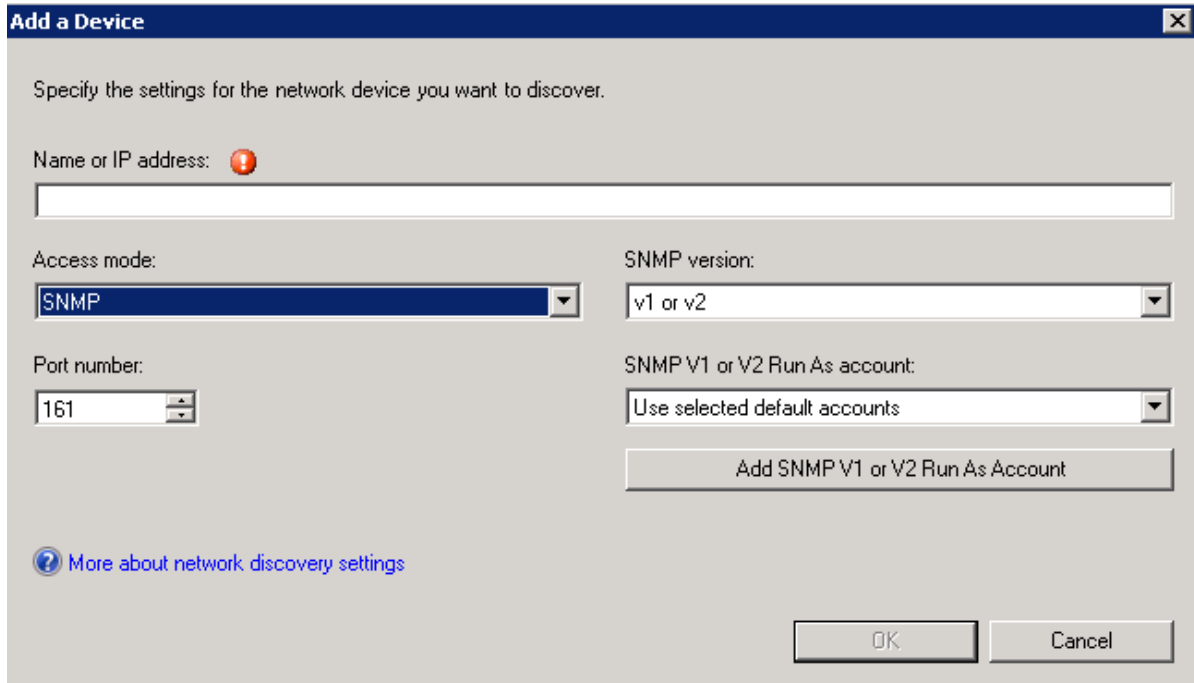 Add a Device
Specify the settings for the network device you want to discover.
Name or IP address:
Access mode:
SNMP version:
SNMP
v1 or v2
Port number:
SNMP V1 or V2 Run As account:
161
Use selected default accounts
Add SNMP V1 or V2 Run As Account
More about network discovery settings
OK
Cancel